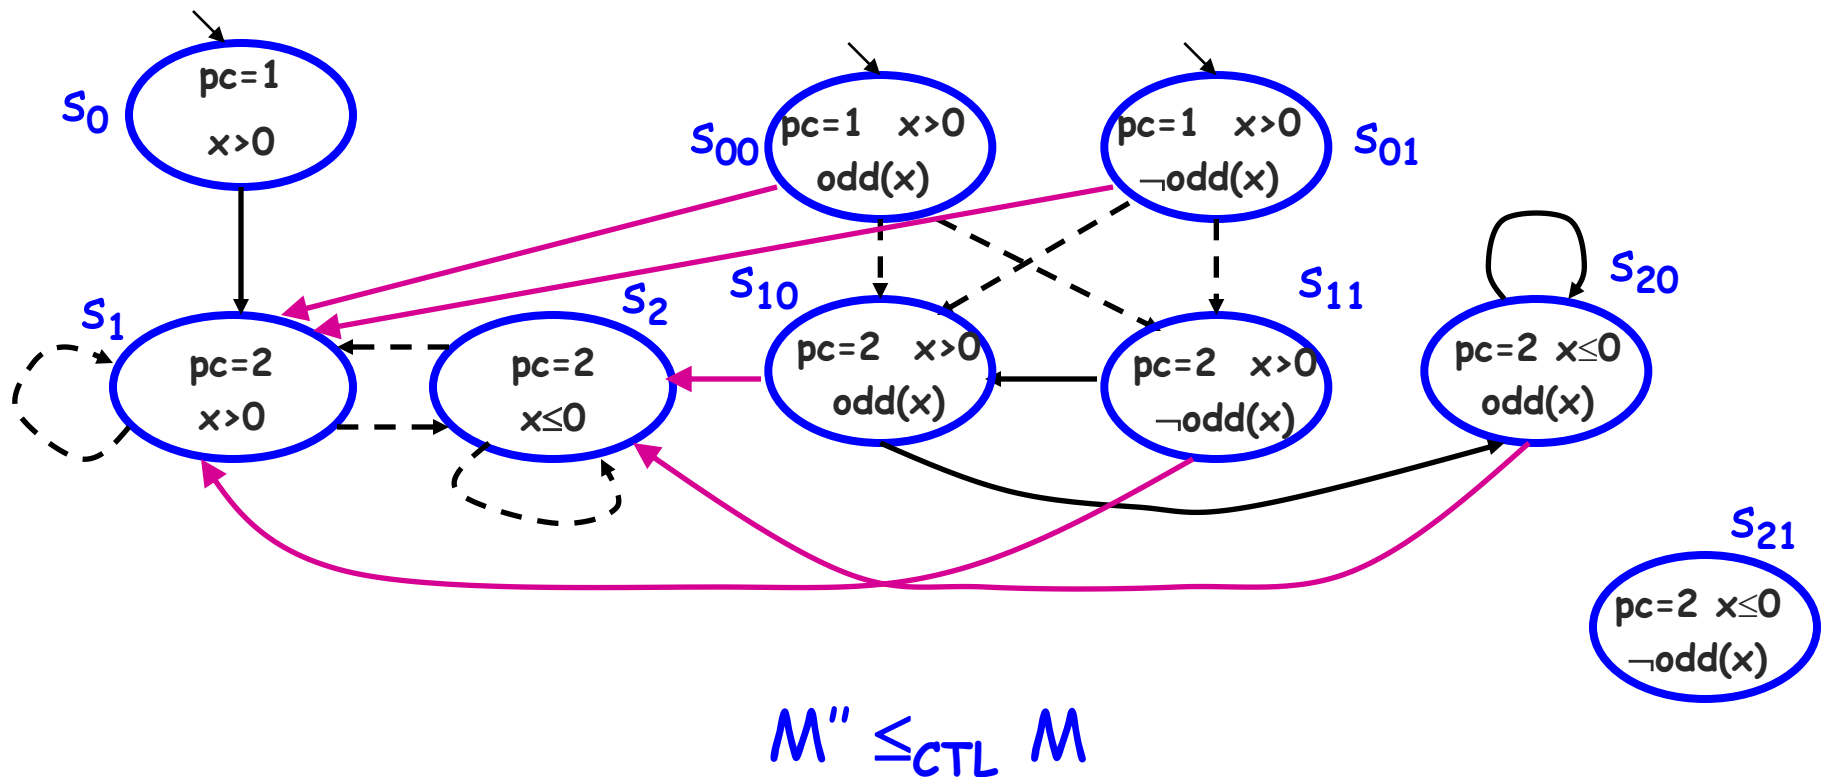 pc=1
x>0
S0
pc=1 x>0
odd(x)
S00
pc=1 x>0
¬odd(x)
S01
S1
pc=2
x>0
S2
pc=2
x≤0
S10
pc=2 x>0
odd(x)
S11
pc=2 x>0
¬odd(x)
S20
pc=2 x≤0
odd(x)
S21
pc=2 x≤0
¬odd(x)
M" ≤CTL M